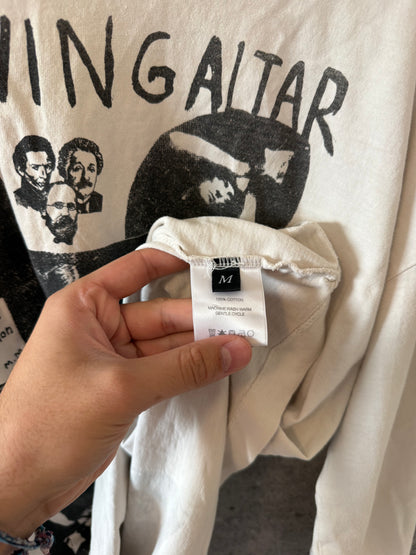 INGALTAR
M
100% COTTON
MACHINE WASH WARM
GENTLE CYCLE